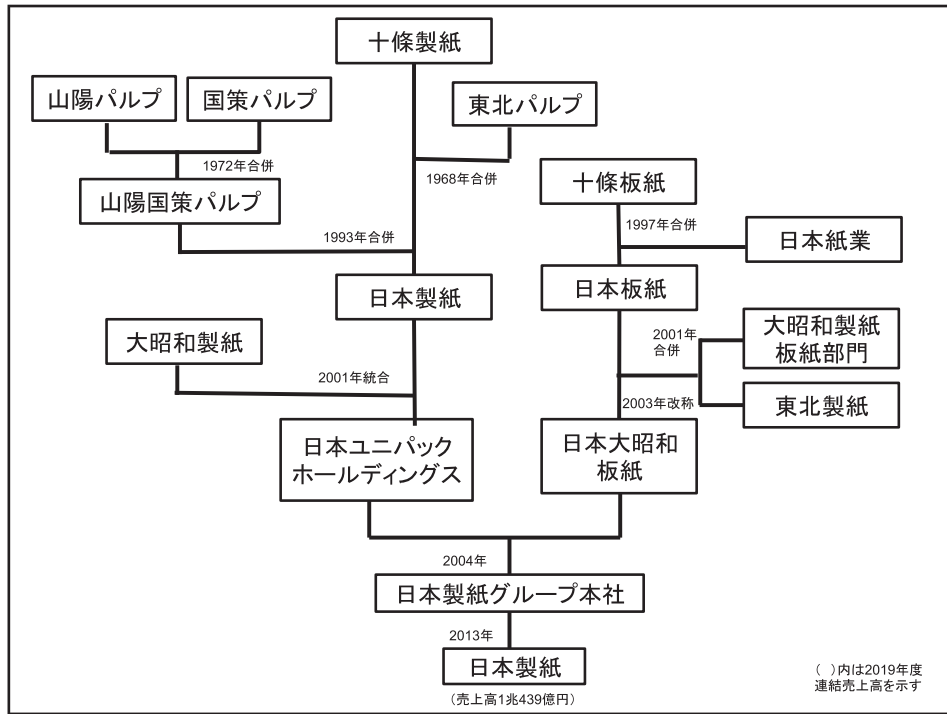 十條製紙
山陽パルプ
国策パルプ
東北パルプ
1972年合併
1968年合併
十條板紙
山陽国策パルプ
1997年合併
1993年合併
日本紙業
日本製紙
日本板紙
大昭和製紙
2001年
合併
大昭和製紙
板紙部門
2001年統合
2003年改称
東北製紙
日本ユニパック
ホールディングス
日本大昭和
板紙
2004年
日本製紙グループ本社
2013年
日本製紙
(売上高1兆439億円)
( )内は2019年度
連結売上高を示す